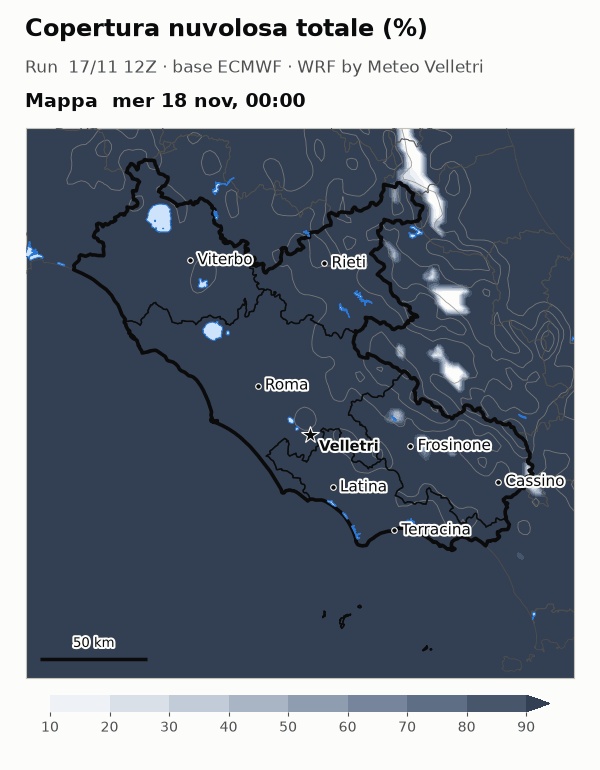 Copertura nuvolosa totale (%)
Run 17/11 12Z · base ECMWF · WRF by Meteo Velletri
Mappa mer 18 nov, 00:00
Viterbo
Rieti
Roma
Velletri
Frosinone
Cassino
Latina
Terracina
50 km
10 20 30 40 50 60 70 80 90